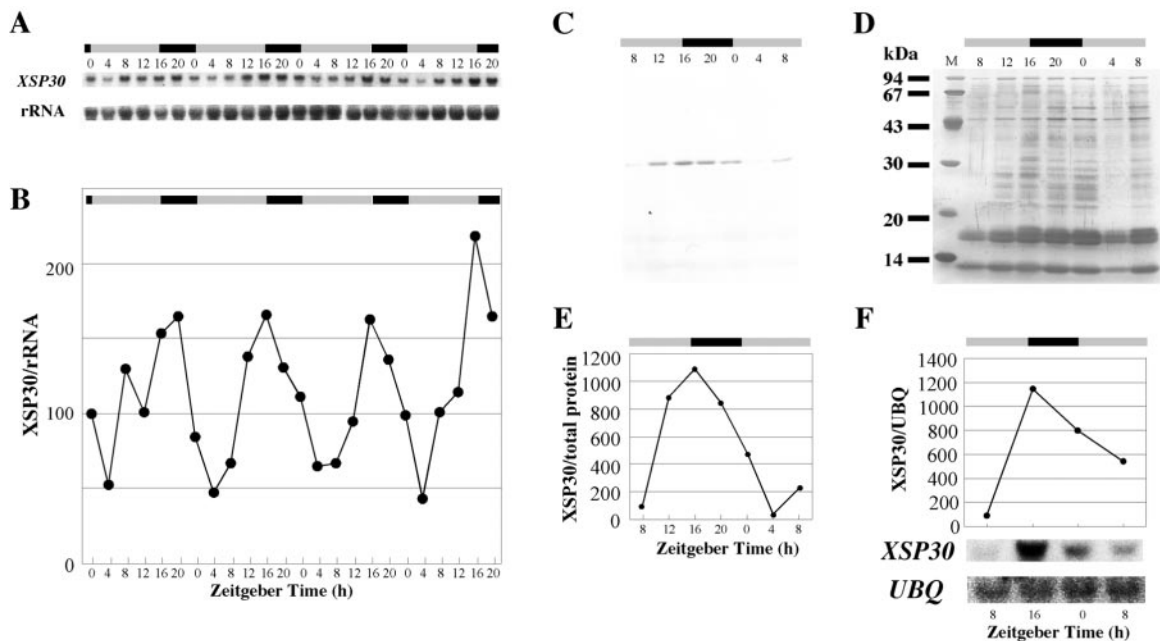 A
0 4 8 12 16 20 0 4 8 12 16 20 0 4 8 12 16 20 0 4 8 12 16 20
XSP30
rRNA
B
XSP30/rRNA
200
100
0
0 4 8 12 16 20 0 4 8 12 16 20 0 4 8 12 16 20 0 4 8 12 16 20
Zeitgeber Time (h)
C
8 12 16 20 0 4 8
D
kDa M 8 12 16 20 0 4 8
94
67
43
30
20
14
E
XSP30/total protein
1200
1000
800
600
400
200
0
8 12 16 20 0 4 8
Zeitgeber Time (h)
F
XSP30/UBQ
1400
1200
1000
800
600
400
200
0
XSP30
UBQ
8 16 0 8
Zeitgeber Time (h)